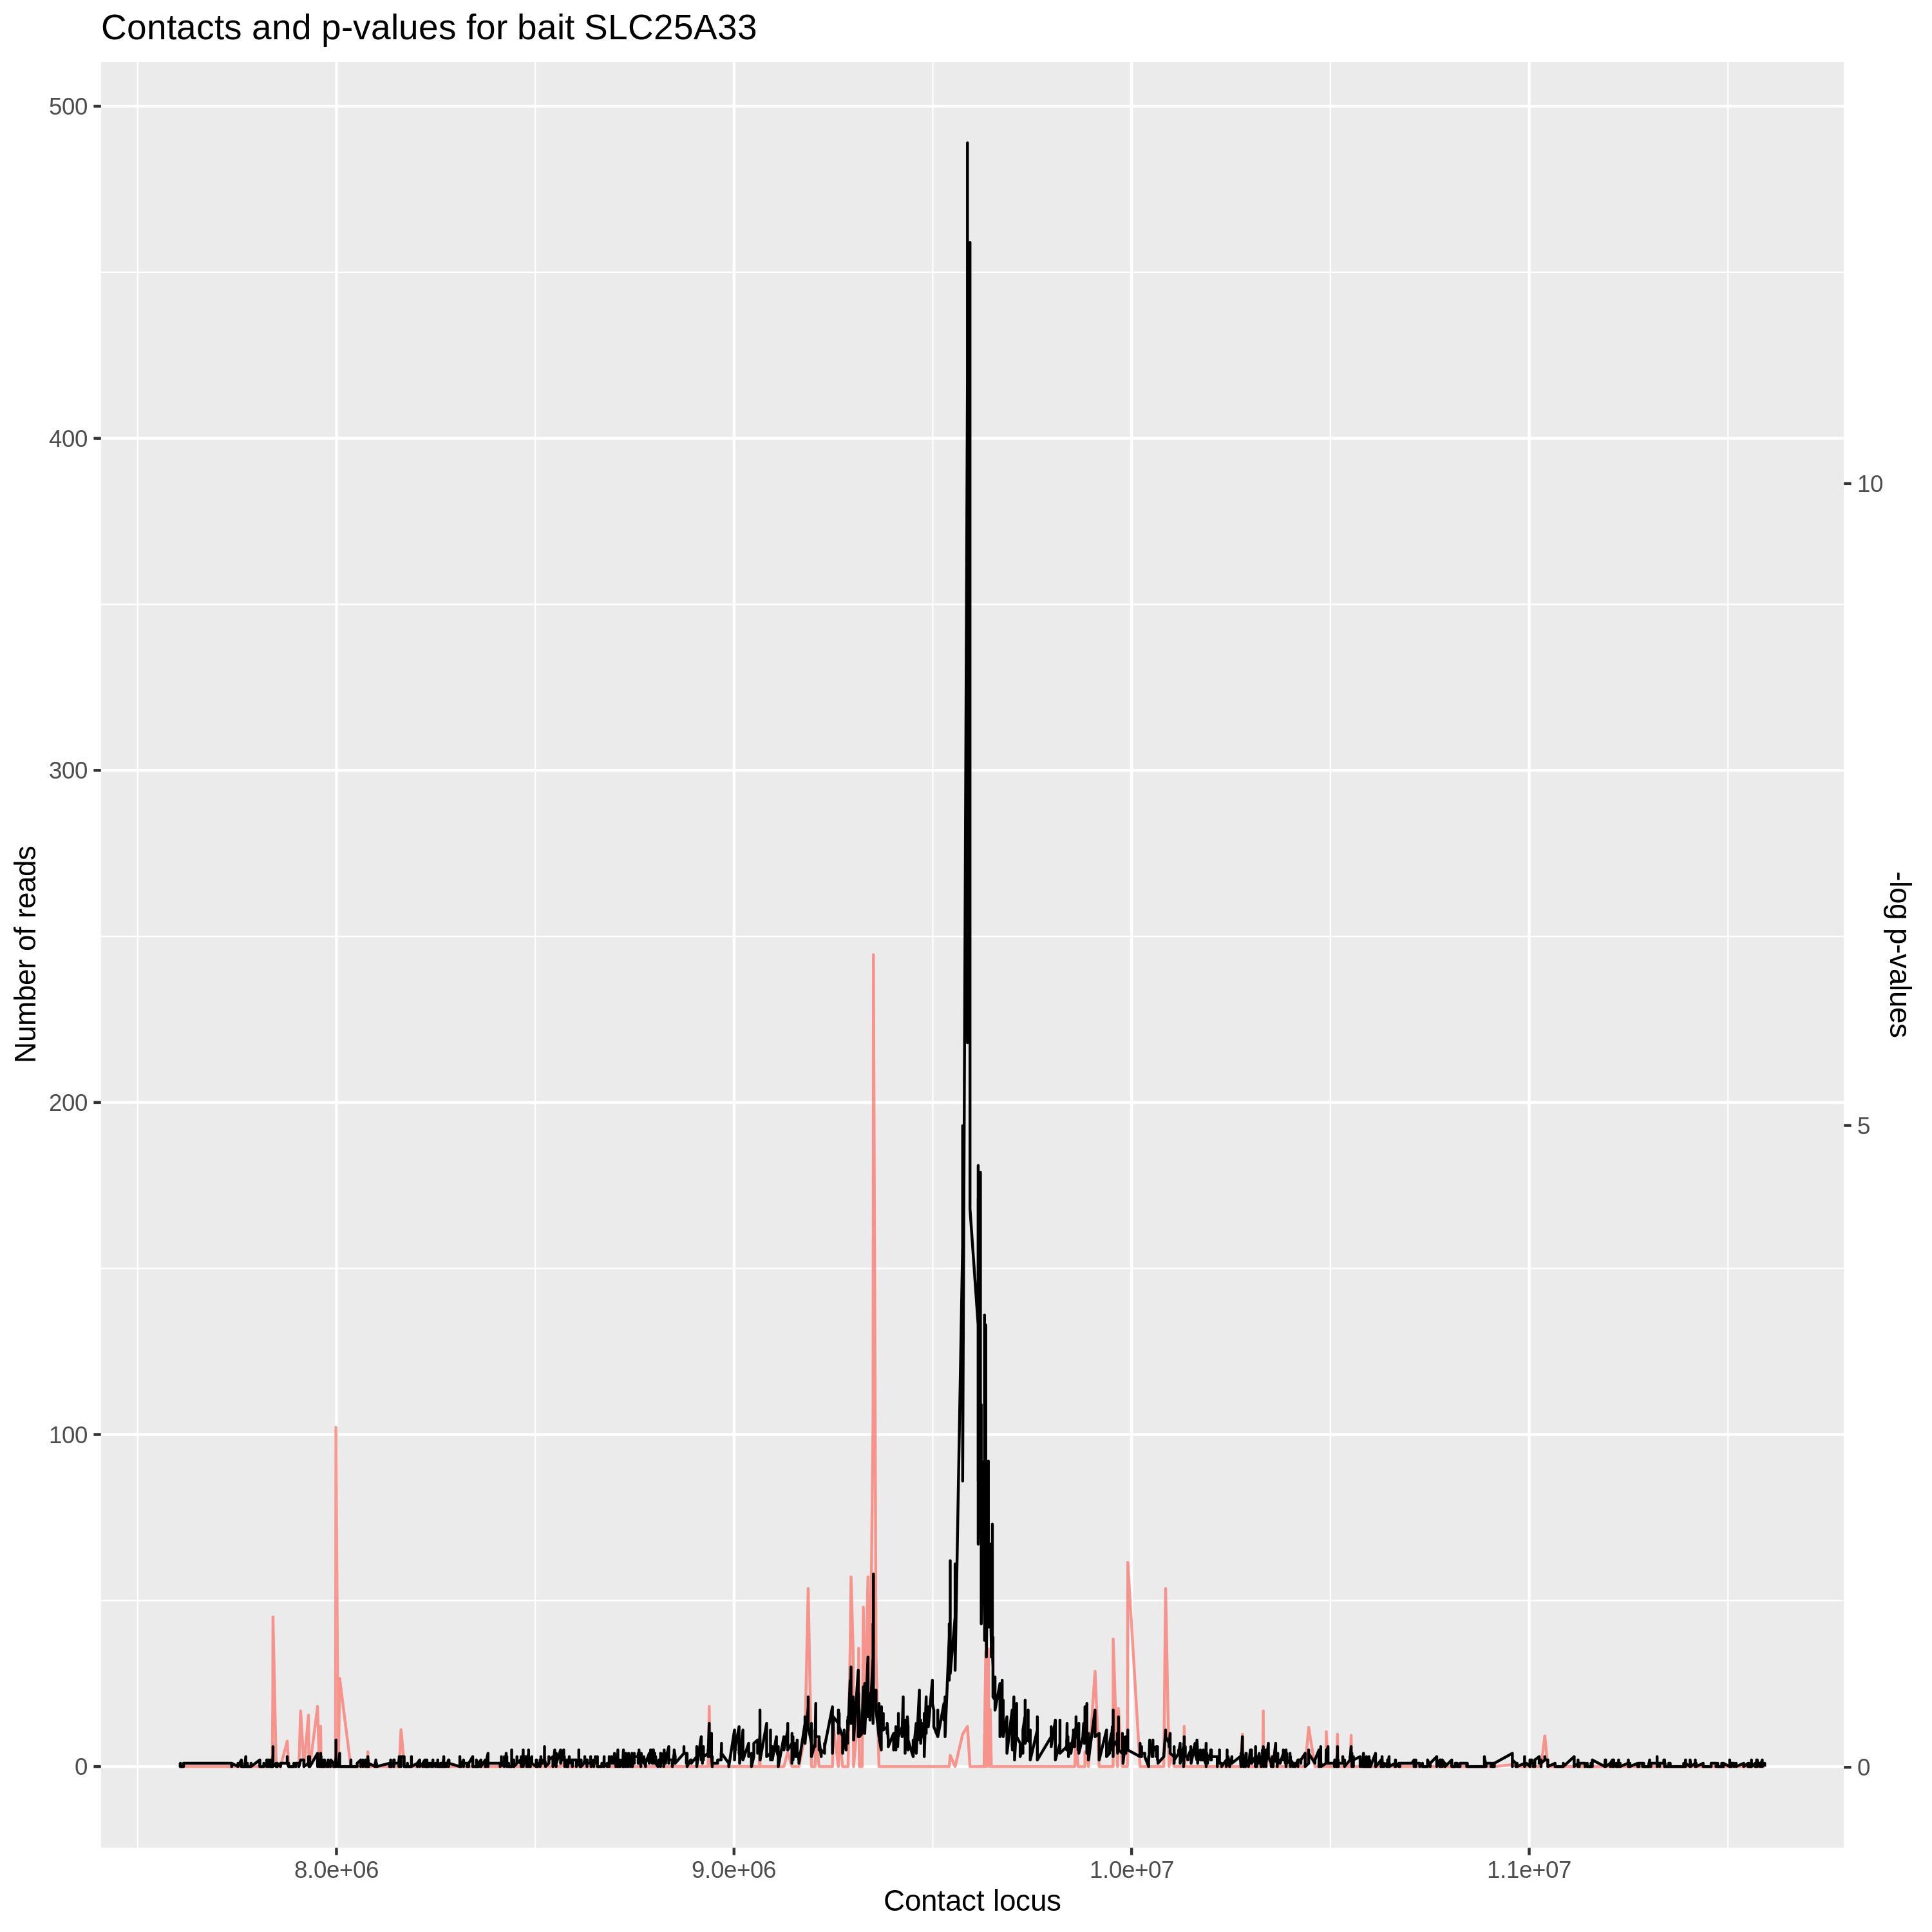 Contacts and p-values for bait SLC25A33
500
400
300
200
100
0
Number of reads
10
5
0
-log p-values
8.0e+06
9.0e+06
1.0e+07
1.1e+07
Contact locus